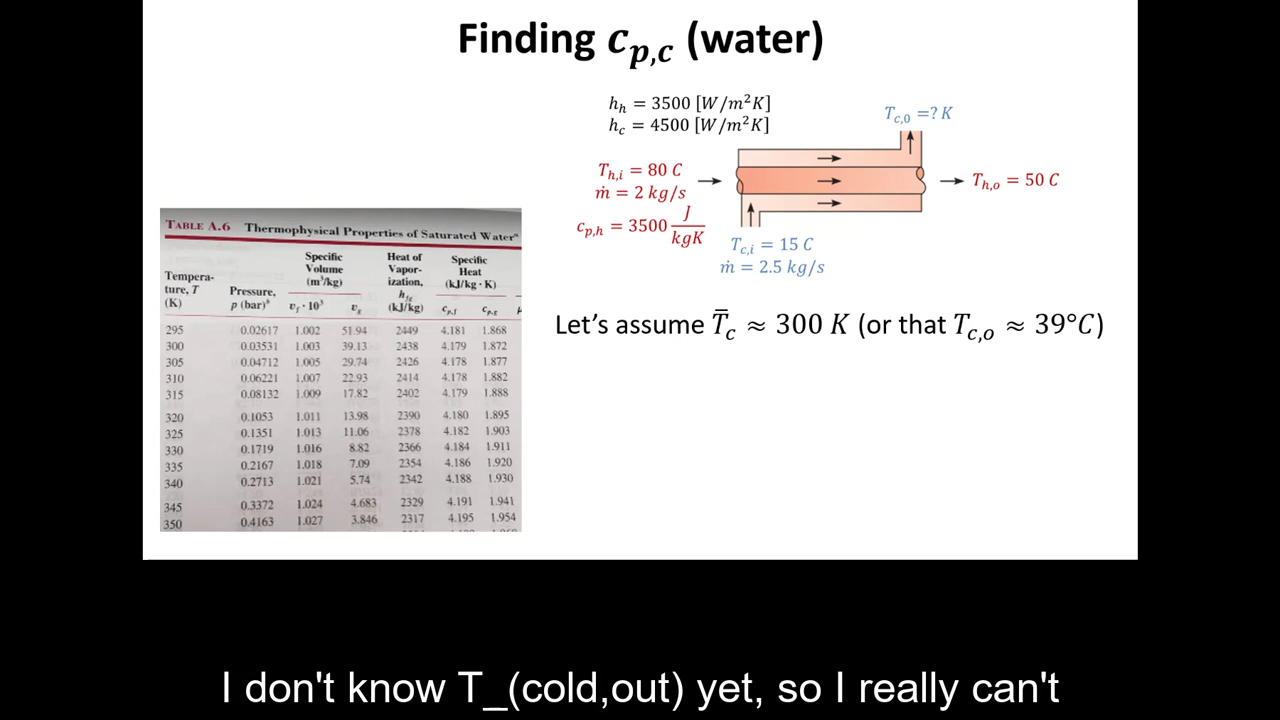 Finding c_p,c (water)
h_h = 3500 [W/m²K]
h_c = 4500 [W/m²K]
T_c,0 =? K
T_h,i = 80 C
ṁ = 2 kg/s
c_p,h = 3500 J/kgK
T_h,o = 50 C
T_c,i = 15 C
ṁ = 2.5 kg/s
Let's assume T̄_c ≈ 300 K (or that T_c,o ≈ 39°C)
TABLE A.6 Thermophysical Properties of Saturated Water
Tempera-
ture, T
(K)
Pressure,
p (bar)
Specific
Volume
(m³/kg)
v_f · 10³ v_g
Heat of
Vapor-
ization,
h_fg
(kJ/kg)
Specific
Heat
(kJ/kg · K)
c_p,f c_p,g
295 0.02617 1.002 51.94 2449 4.181 1.868
300 0.03531 1.003 39.13 2438 4.179 1.872
305 0.04712 1.005 29.74 2426 4.178 1.877
310 0.06221 1.007 22.93 2414 4.178 1.882
315 0.08132 1.009 17.82 2402 4.179 1.888
320 0.1053 1.011 13.98 2390 4.180 1.895
325 0.1351 1.013 11.06 2378 4.182 1.903
330 0.1719 1.016 8.82 2366 4.184 1.911
335 0.2167 1.018 7.09 2354 4.186 1.920
340 0.2713 1.021 5.74 2342 4.188 1.930
345 0.3372 1.024 4.683 2329 4.191 1.941
350 0.4163 1.027 3.846 2317 4.195 1.954
I don't know T_(cold,out) yet, so I really can't